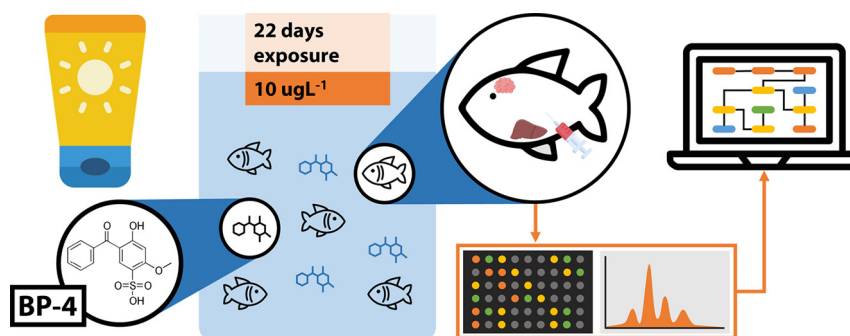 22 days
exposure
10 ugL-1
OH
O
O
O
S
O
OH
BP-4